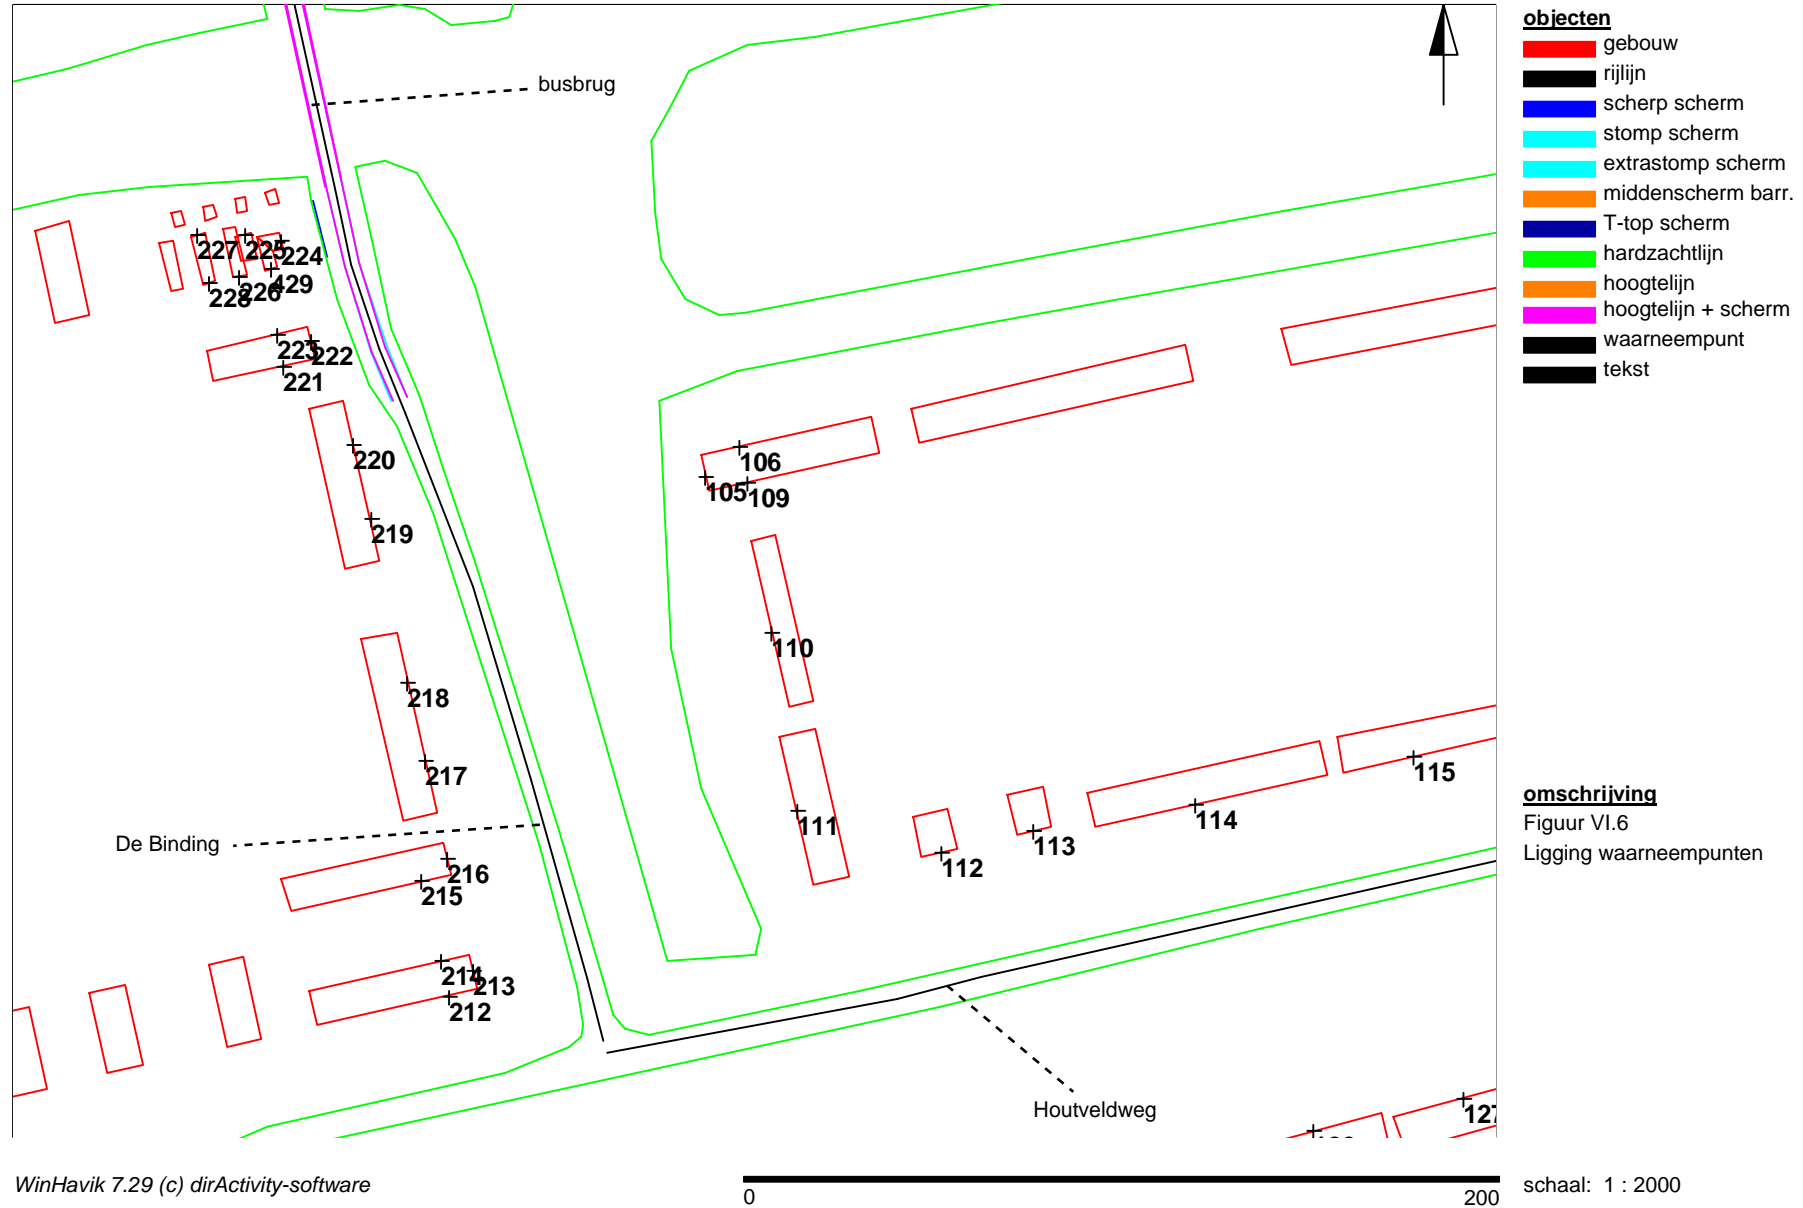 objecten
gebouw
rijlijn
scherp scherm
stomp scherm
extrastomp scherm
middenscherm barr.
T-top scherm
hardzachtlijn
hoogtelijn
hoogtelijn + scherm
waarneempunt
tekst
busbrug
227
225
224
228
226
429
223
222
221
220
219
106
105
109
110
218
217
111
112
113
114
115
De Binding
216
215
214
213
212
Houtveldweg
127
omschrijving
Figuur VI.6
Ligging waarneempunten
WinHavik 7.29 (c) dirActivity-software
0
200
schaal: 1 : 2000